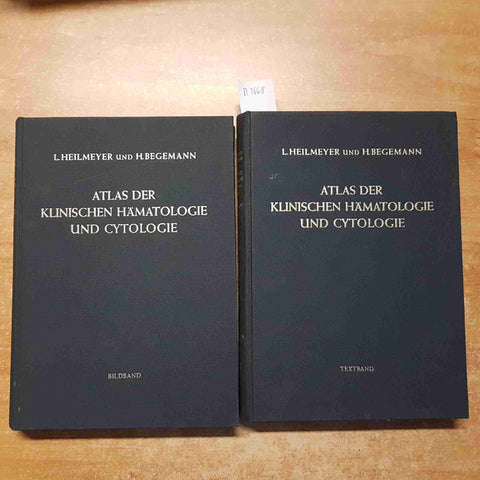 L. HEILMEYER UND H. BEGEMANN
ATLAS DER
KLINISCHEN HÄMATOLOGIE
UND CYTOLOGIE
BILDBAND
L. HEILMEYER UND H. BEGEMANN
ATLAS DER
KLINISCHEN HÄMATOLOGIE
UND CYTOLOGIE
TEXTBAND